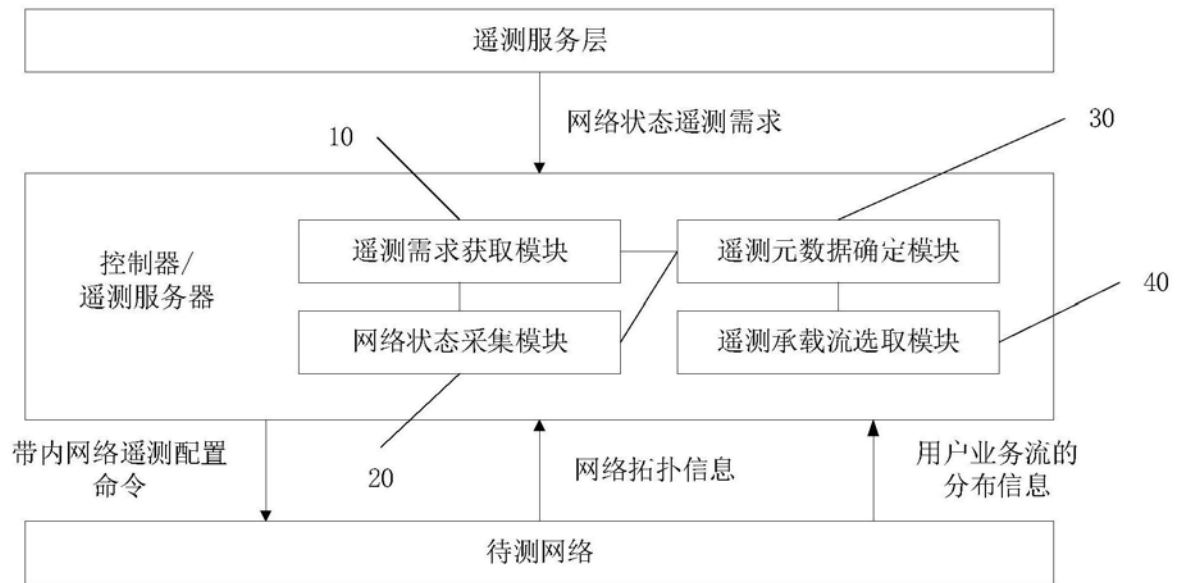 遥测服务层
网络状态遥测需求
10
30
遥测需求获取模块
遥测元数据确定模块
控制器/
遥测服务器
40
网络状态采集模块
遥测承载流选取模块
带内网络遥测配置
命令
20
网络拓扑信息
用户业务流的
分布信息
待测网络